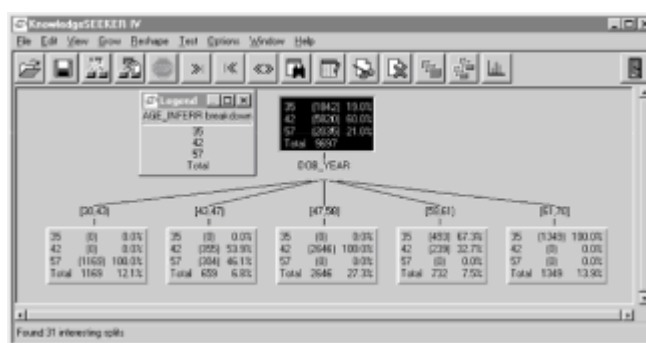 KnowledgeSEEKER IV
File Edit View Grow Reshape Test Options Window Help
Legend
AGE_INFERR breakdown
35
42
57
Total
35 (1842) 19.0%
42 (5820) 60.0%
57 (2035) 21.0%
Total 9697
DOB_YEAR
[30,43) [43,47) [47,58) [58,61) [61,70]
35 (0) 0.0%
42 (0) 0.0%
57 (1169) 100.0%
Total 1169 12.1%
35 (0) 0.0%
42 (355) 53.9%
57 (304) 46.1%
Total 659 6.8%
35 (0) 0.0%
42 (2646) 100.0%
57 (0) 0.0%
Total 2646 27.3%
35 (493) 67.3%
42 (239) 32.7%
57 (0) 0.0%
Total 732 7.5%
35 (1349) 100.0%
42 (0) 0.0%
57 (0) 0.0%
Total 1349 13.9%
Found 31 interesting splits